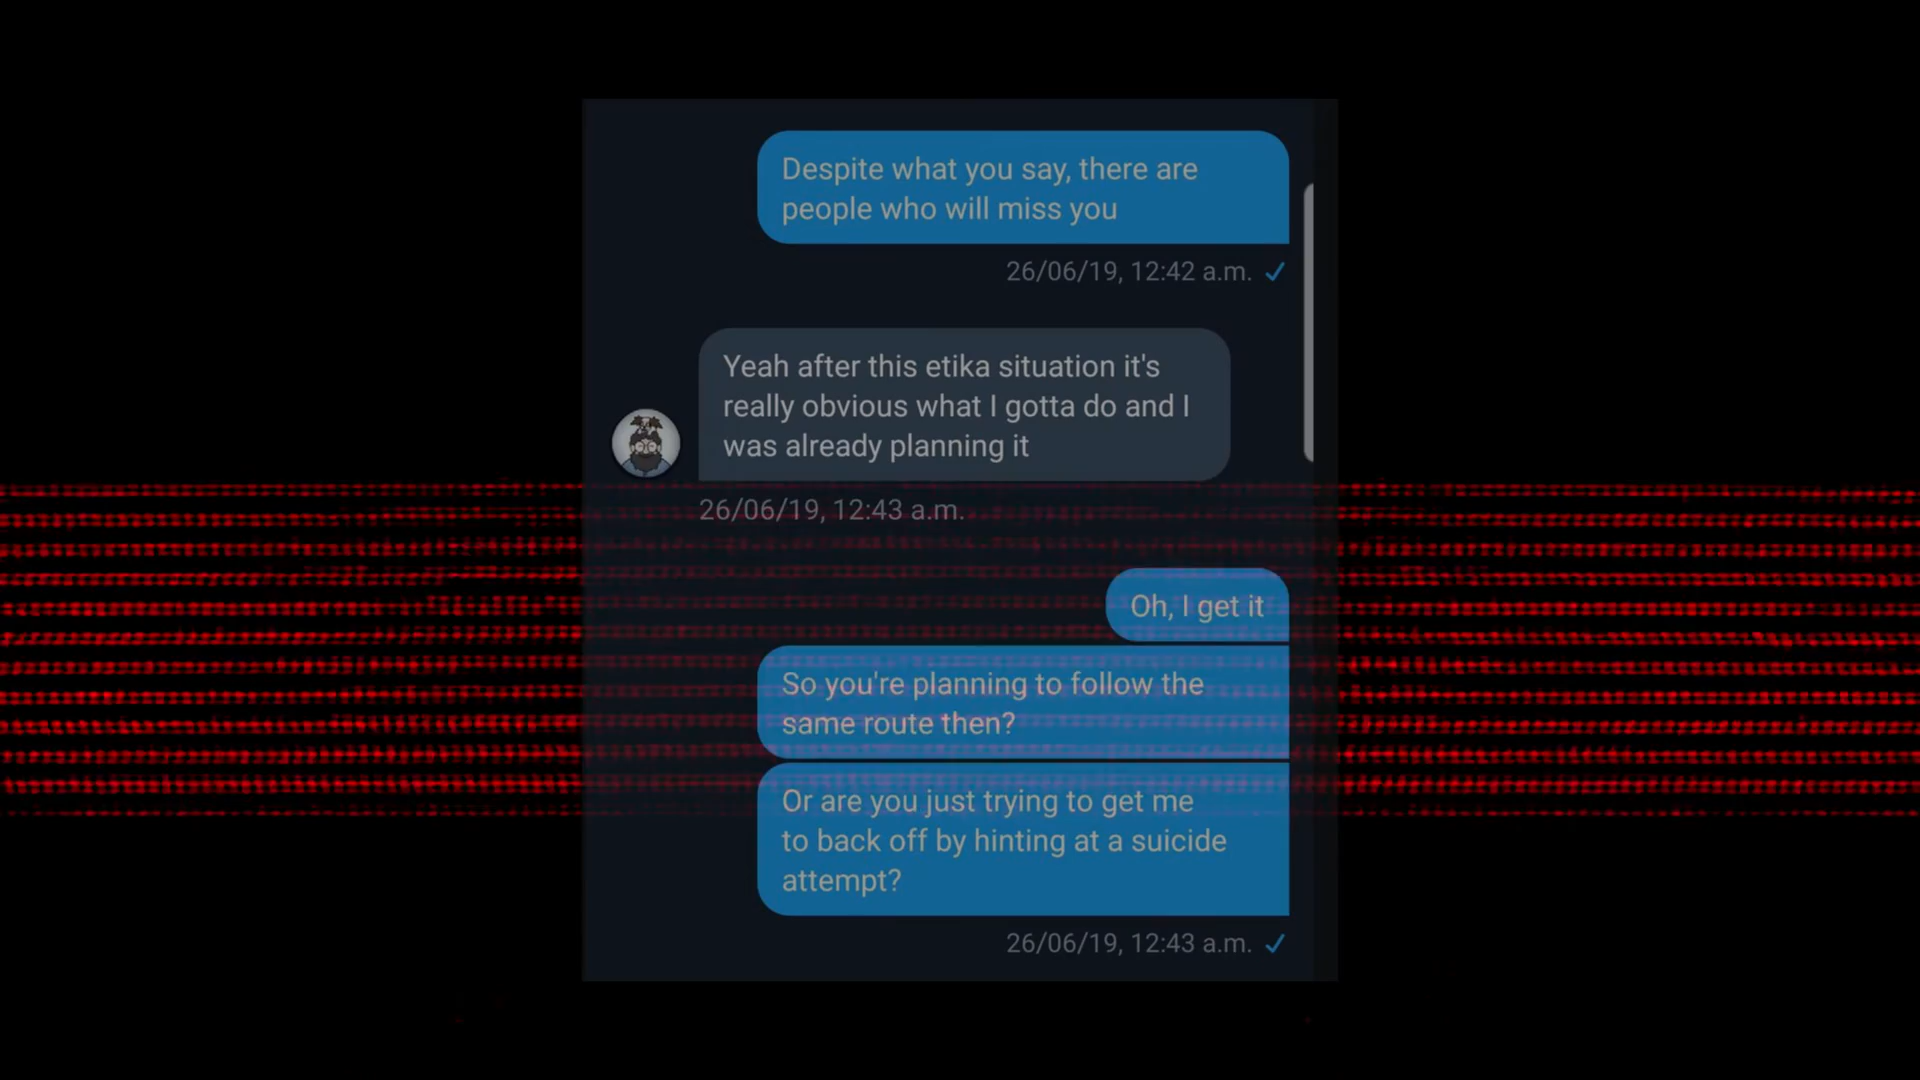 Despite what you say, there are
people who will miss you
26/06/19, 12:42 a.m.
Yeah after this etika situation it's
really obvious what I gotta do and I
was already planning it
26/06/19, 12:43 a.m.
Oh, I get it
So you're planning to follow the
same route then?
Or are you just trying to get me
to back off by hinting at a suicide
attempt?
26/06/19, 12:43 a.m.